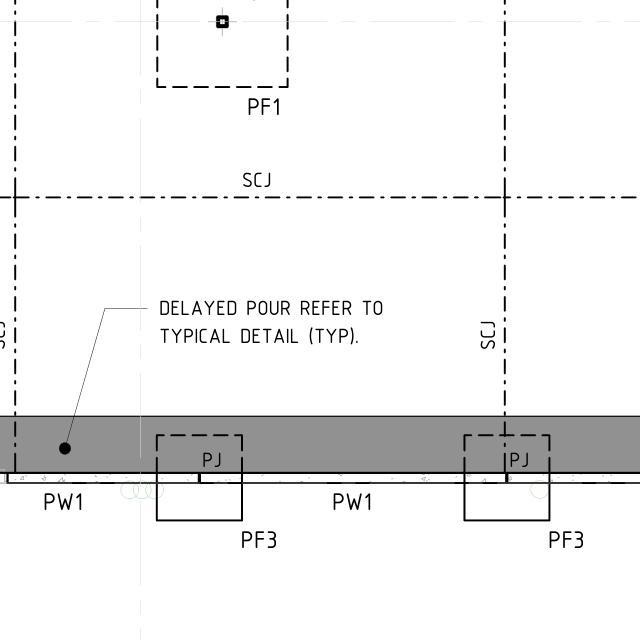 PF1
SCJ
DELAYED POUR REFER TO
TYPICAL DETAIL (TYP).
SCJ
SCJ
PJ
PJ
PW1
PW1
PF3
PF3